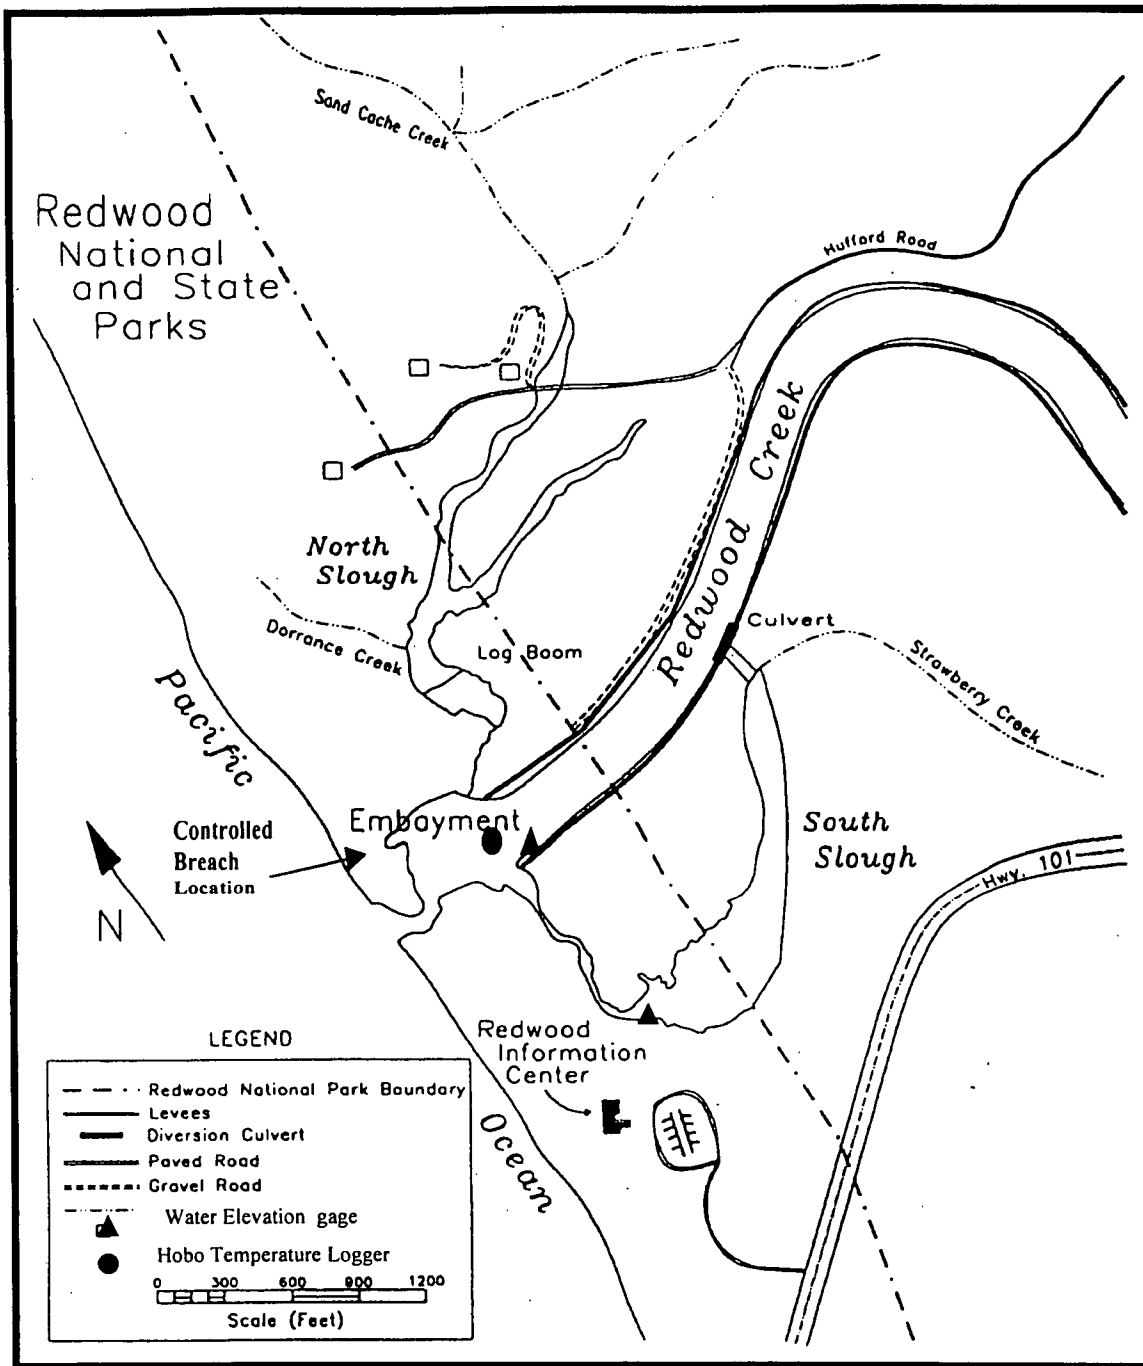 Sand Cache Creek
Redwood
National
and State
Parks
Hufford Road
Redwood Creek
North
Slough
Culvert
Dorrance Creek
Log Boom
Strawberry Creek
Pacific
Embayment
Controlled
Breach
Location
South
Slough
Hwy. 101
N
Redwood
Information
Center
Ocean
LEGEND
Redwood National Park Boundary
Levees
Diversion Culvert
Paved Road
Gravel Road
Water Elevation gage
Hobo Temperature Logger
0 300 600 900 1200
Scale (Feet)